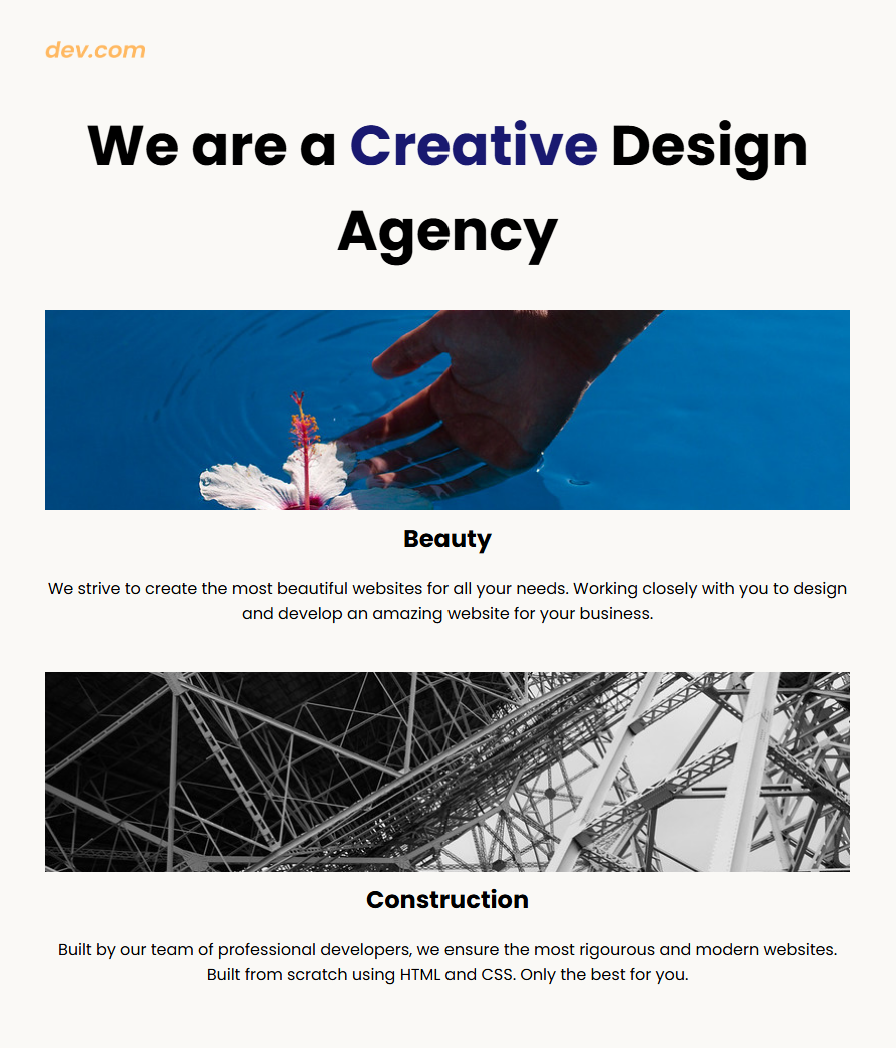 dev.com
We are a Creative Design
Agency
Beauty
We strive to create the most beautiful websites for all your needs. Working closely with you to design
and develop an amazing website for your business.
Construction
Built by our team of professional developers, we ensure the most rigourous and modern websites.
Built from scratch using HTML and CSS. Only the best for you.